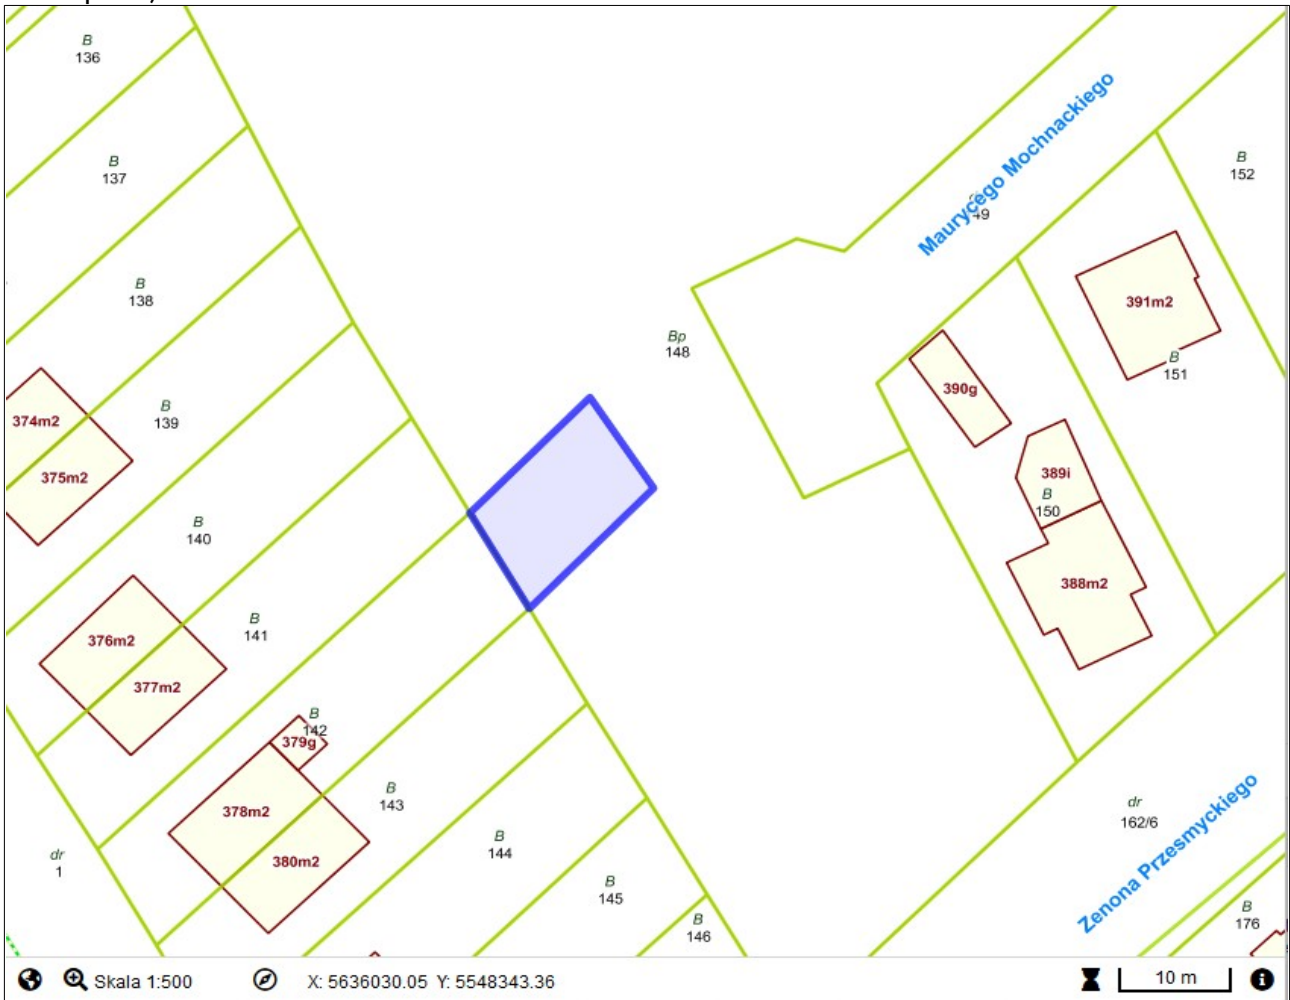 B
136
B
137
B
138
B
139
B
140
B
141
B
142
B
143
B
144
B
145
B
146
Bp
148
49
B
150
B
151
B
152
B
176
dr
1
dr
162/6
374m2
375m2
376m2
377m2
378m2
379g
380m2
388m2
389i
390g
391m2
Maurycego Mochnackiego
Zenona Przesmyckiego
Skala 1:500
X: 5636030.05 Y: 5548343.36
10 m